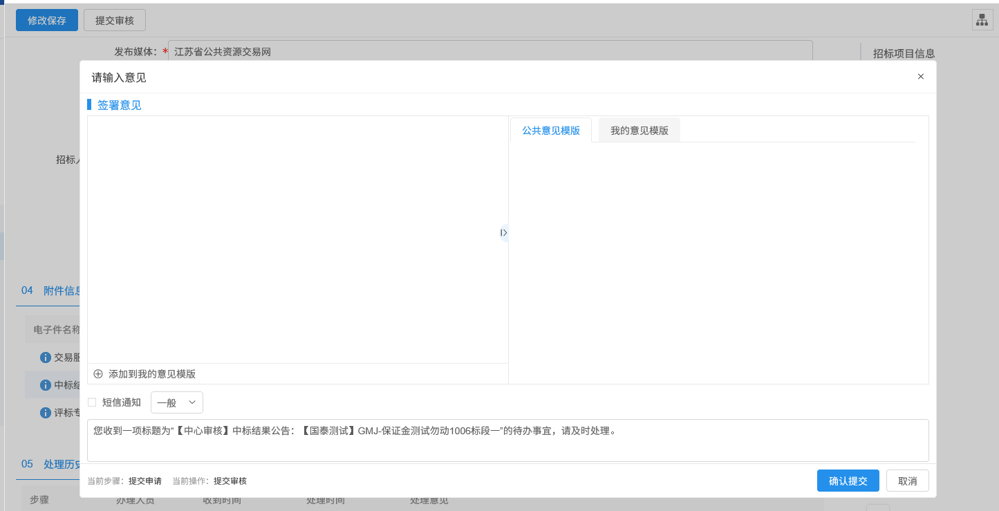 修改保存 提交审核
发布媒体：* 江苏省公共资源交易网
招标项目信息
请输入意见
签署意见
公共意见模版 我的意见模版
招标人
04 附件信息
电子件名称
交易服
中标结
评标专
添加到我的意见模版
短信通知 一般
您收到一项标题为“【中心审核】中标结果公告：【国泰测试】GMJ-保证金测试勿动1006标段一”的待办事宜，请及时处理。
05 处理历史
当前步骤：提交申请 当前操作：提交审核
确认提交 取消
步骤 办理人员 收到时间 处理时间 处理意见